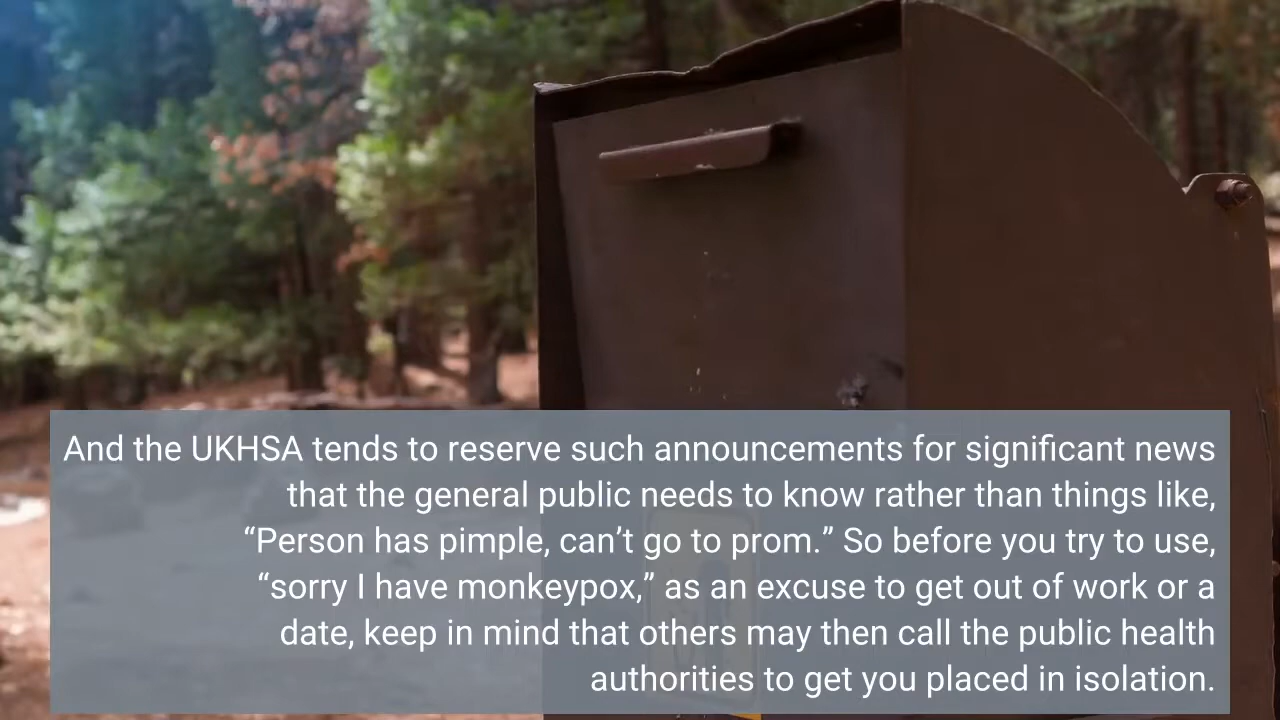 And the UKHSA tends to reserve such announcements for significant news
that the general public needs to know rather than things like,
“Person has pimple, can’t go to prom.” So before you try to use,
“sorry I have monkeypox,” as an excuse to get out of work or a
date, keep in mind that others may then call the public health
authorities to get you placed in isolation.